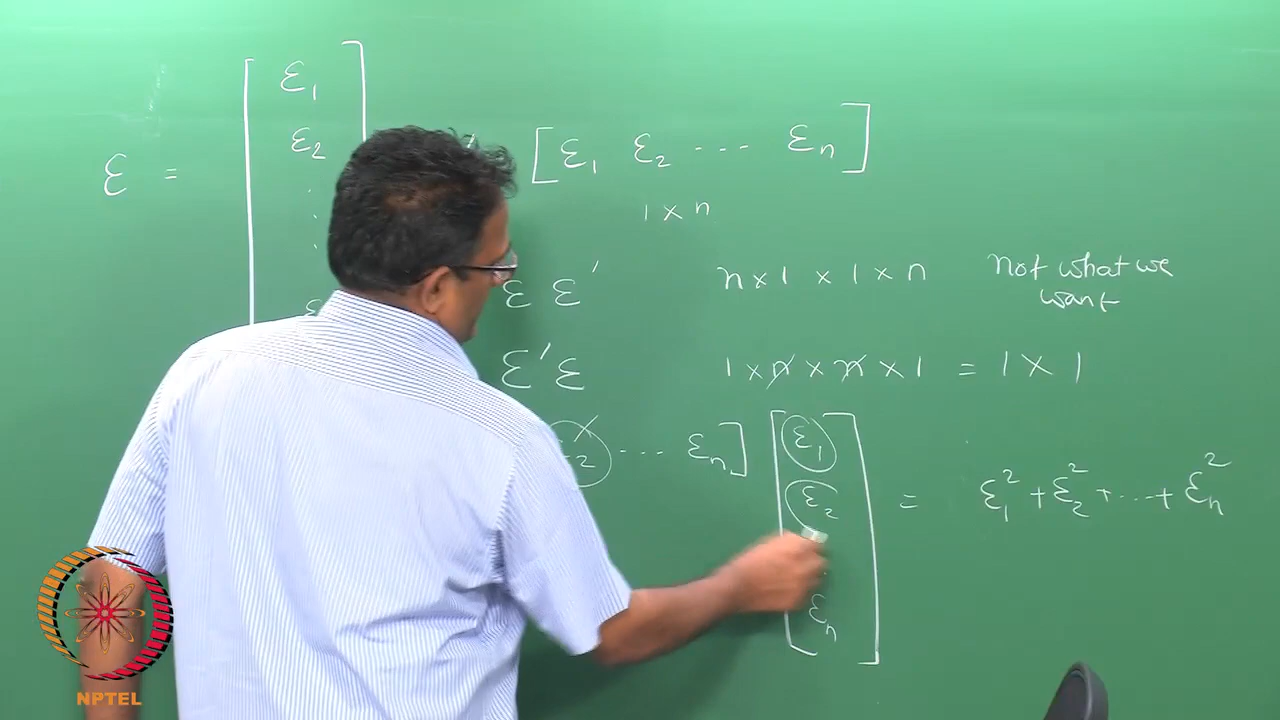 ε = [ ε₁
ε₂
⋮
′ [ε₁ ε₂ ... εₙ]
1 × n
ε ε′ n × 1 × 1 × n not what we
want
ε′ε 1 × n × n × 1 = 1 × 1
₂ ... εₙ] [ ε₁
ε₂ = ε₁² + ε₂² + ... + εₙ²
εₙ ]
NPTEL